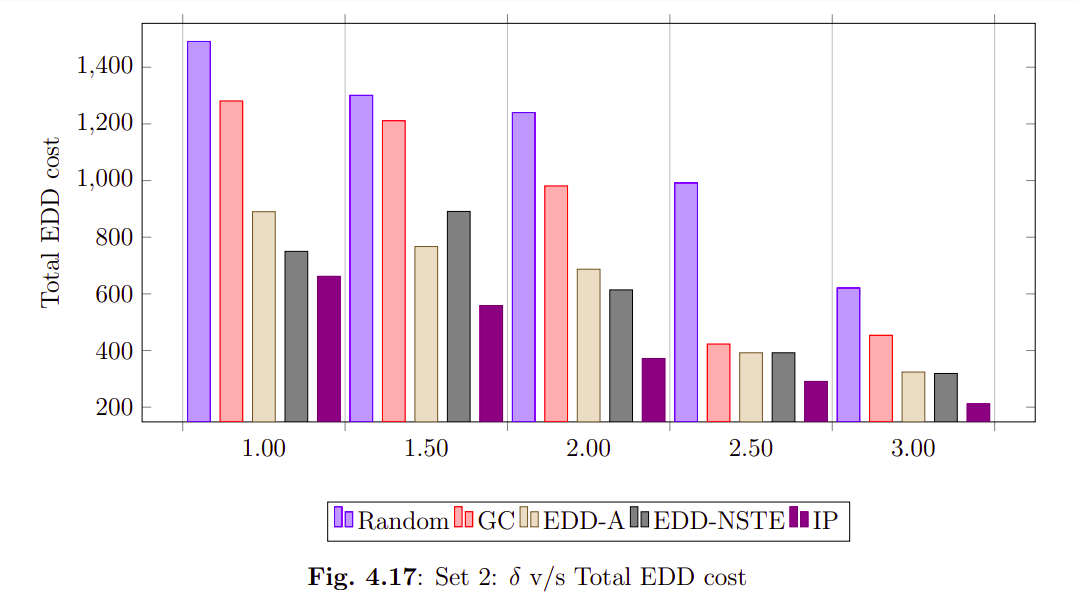 1,400
1,200
1,000
800
600
400
200
Total EDD cost
1.00 1.50 2.00 2.50 3.00
Random GC EDD-A EDD-NSTE IP
Fig. 4.17: Set 2: δ v/s Total EDD cost